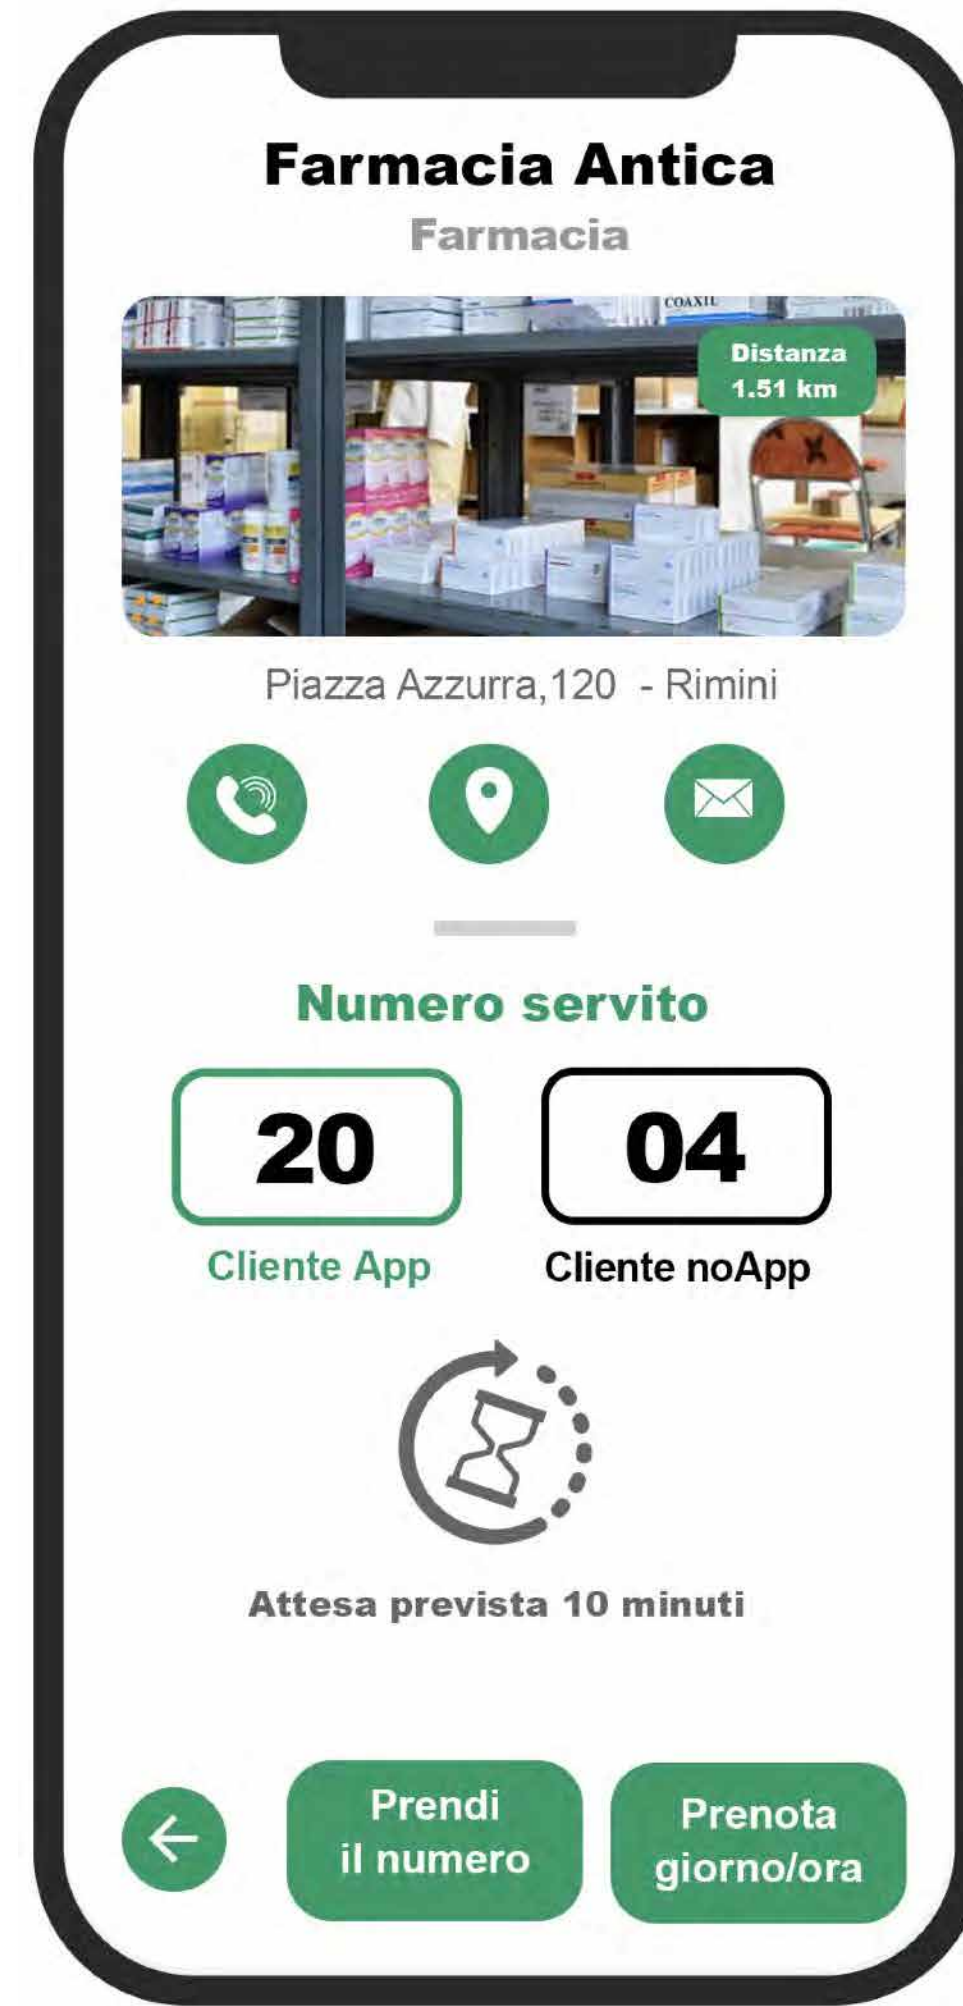 Farmacia Antica
Farmacia
COAXIL
Distanza
1.51 km
Piazza Azzurra,120 - Rimini
Numero servito
20 04
Cliente App Cliente noApp
Attesa prevista 10 minuti
Prendi
il numero
Prenota
giorno/ora